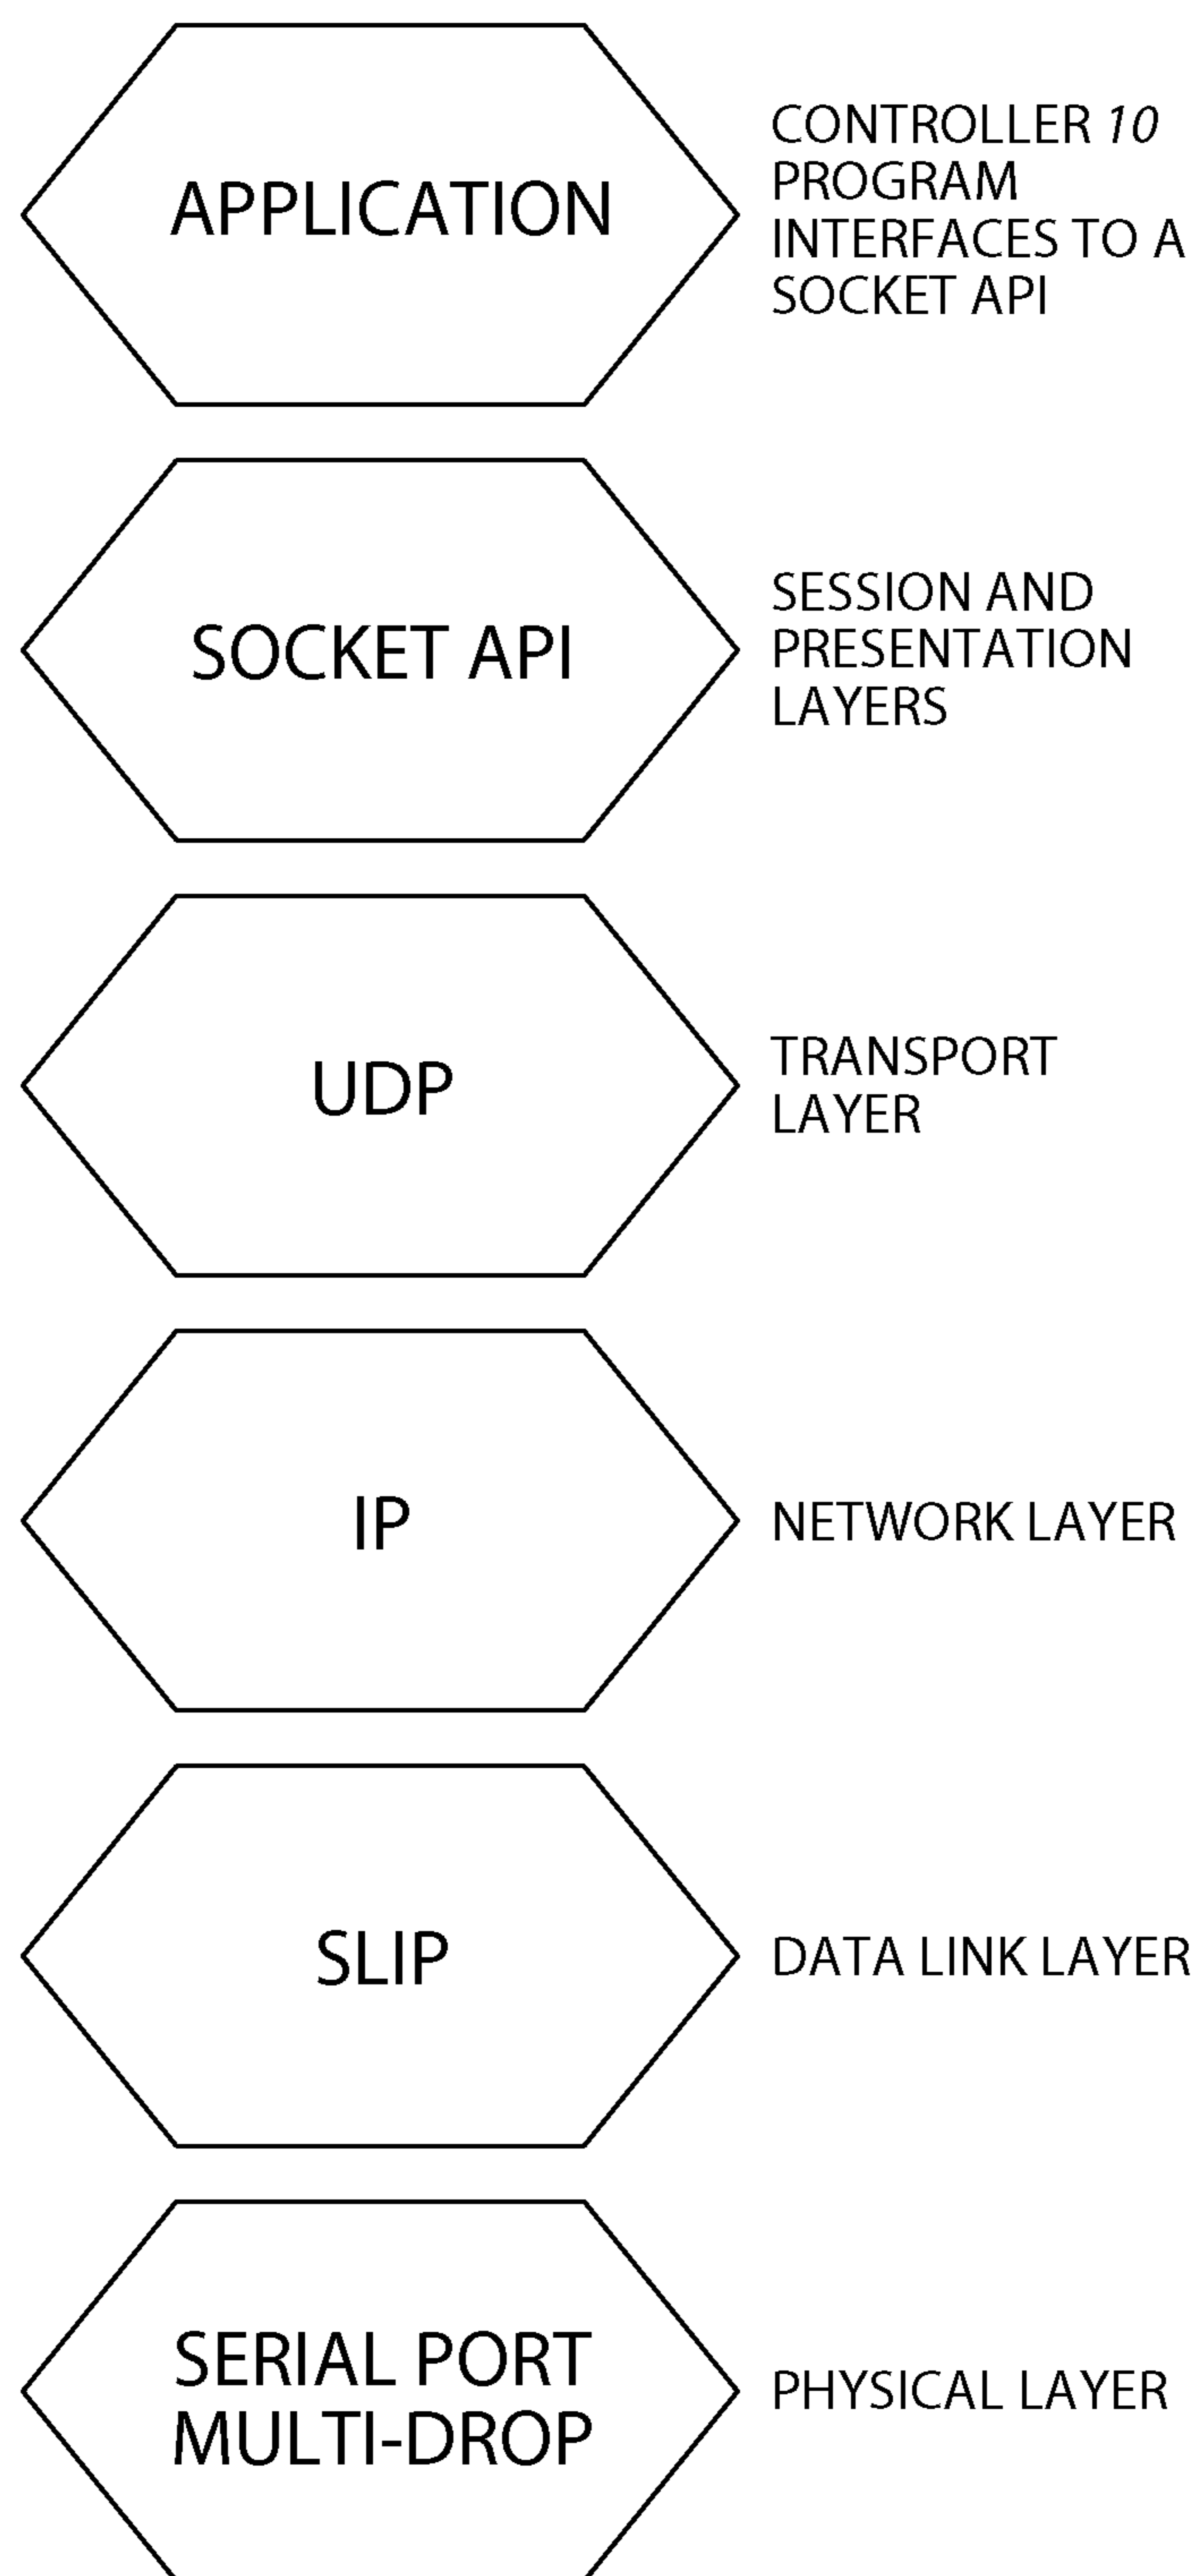 APPLICATION
CONTROLLER 10
PROGRAM
INTERFACES TO A
SOCKET API
SOCKET API
SESSION AND
PRESENTATION
LAYERS
UDP
TRANSPORT
LAYER
IP
NETWORK LAYER
SLIP
DATA LINK LAYER
SERIAL PORT
MULTI-DROP
PHYSICAL LAYER